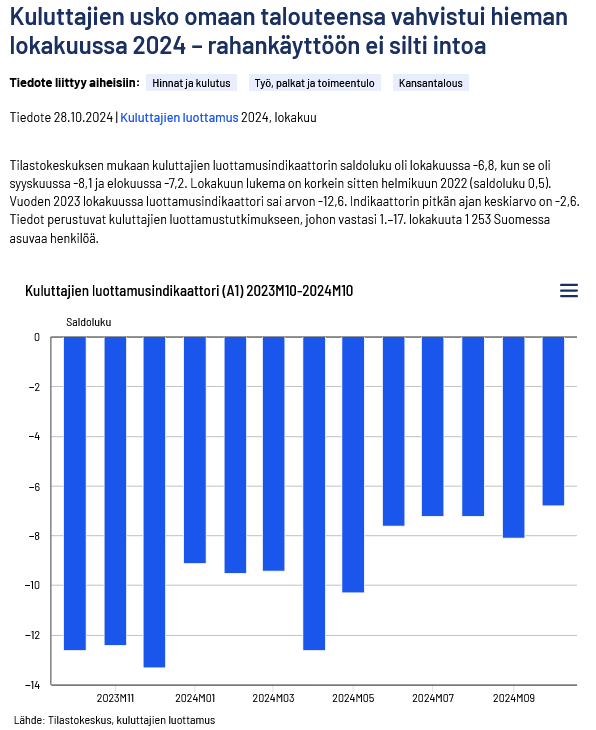 Kuluttajien usko omaan talouteensa vahvistui hieman
lokakuussa 2024 – rahankäyttöön ei silti intoa
Tiedote liittyy aiheisiin: Hinnat ja kulutus Työ, palkat ja toimeentulo Kansantalous
Tiedote 28.10.2024 | Kuluttajien luottamus 2024, lokakuu
Tilastokeskuksen mukaan kuluttajien luottamusindikaattorin saldoluku oli lokakuussa -6,8, kun se oli
syyskuussa -8,1 ja elokuussa -7,2. Lokakuun lukema on korkein sitten helmikuun 2022 (saldoluku 0,5).
Vuoden 2023 lokakuussa luottamusindikaattori sai arvon -12,6. Indikaattorin pitkän ajan keskiarvo on -2,6.
Tiedot perustuvat kuluttajien luottamustutkimukseen, johon vastasi 1.–17. lokakuuta 1 253 Suomessa
asuvaa henkilöä.
Kuluttajien luottamusindikaattori (A1) 2023M10-2024M10
Saldoluku
0
−2
−4
−6
−8
−10
−12
−14
2023M11 2024M01 2024M03 2024M05 2024M07 2024M09
Lähde: Tilastokeskus, kuluttajien luottamus